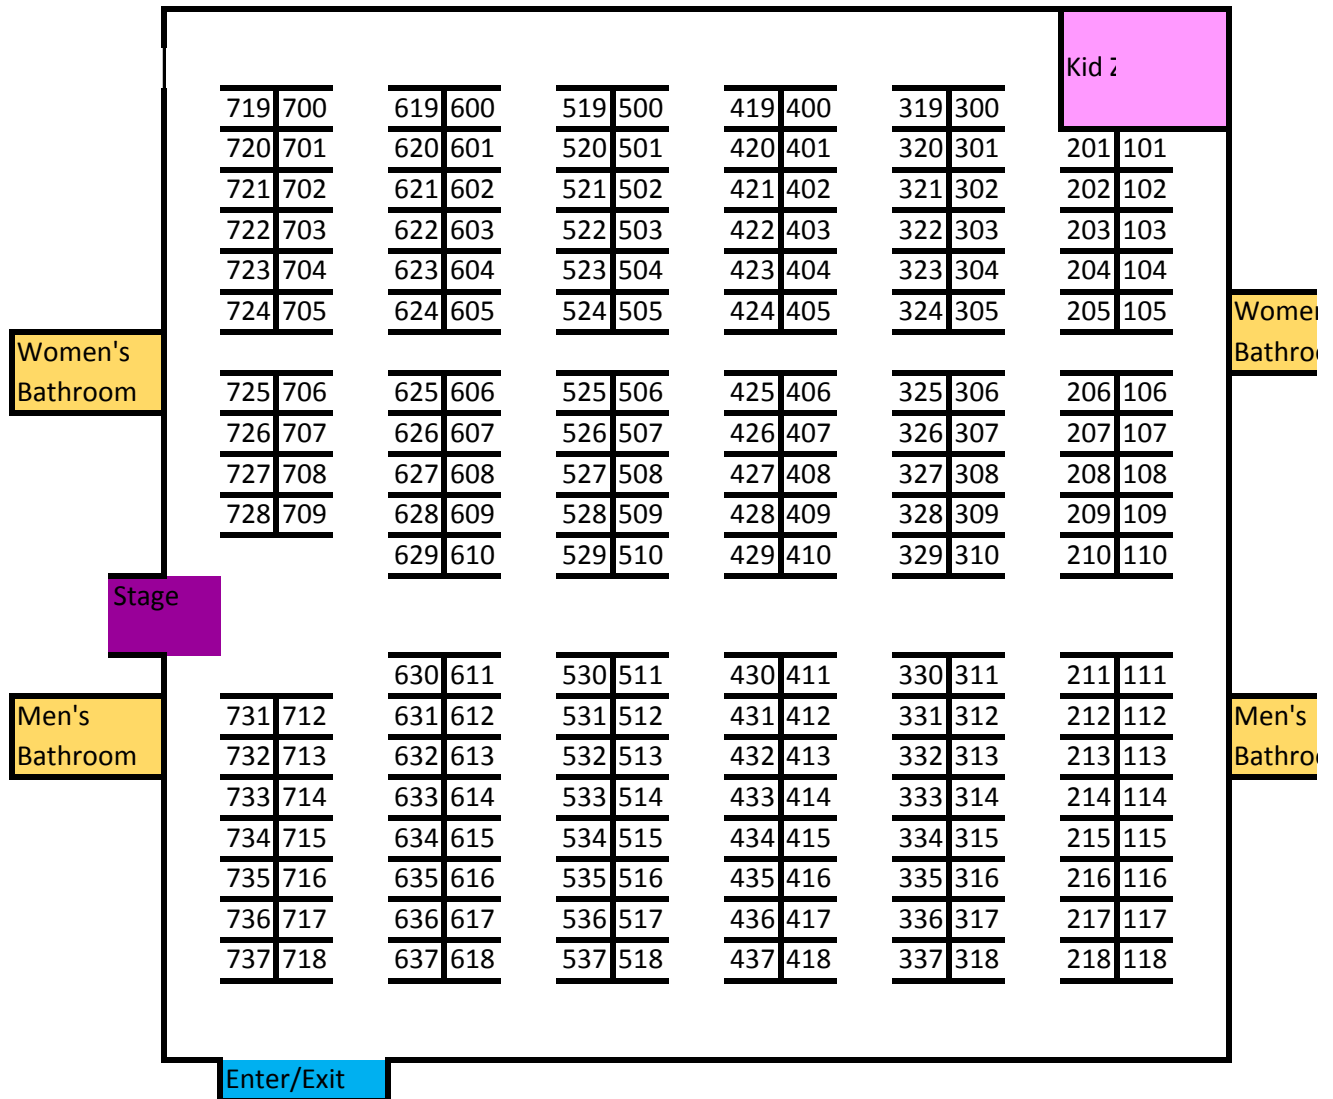 Kid
719 700 619 600 519 500 419 400 319 300
720 701 620 601 520 501 420 401 320 301 201 101
721 702 621 602 521 502 421 402 321 302 202 102
722 703 622 603 522 503 422 403 322 303 203 103
723 704 623 604 523 504 423 404 323 304 204 104
724 705 624 605 524 505 424 405 324 305 205 105
Women's
Bathroom
725 706 625 606 525 506 425 406 325 306 206 106
726 707 626 607 526 507 426 407 326 307 207 107
727 708 627 608 527 508 427 408 327 308 208 108
728 709 628 609 528 509 428 409 328 309 209 109
629 610 529 510 429 410 329 310 210 110
Stage
630 611 530 511 430 411 330 311 211 111
Men's 731 712 631 612 531 512 431 412 331 312 212 112 Men's
Bathroom 732 713 632 613 532 513 432 413 332 313 213 113
733 714 633 614 533 514 433 414 333 314 214 114
734 715 634 615 534 515 434 415 334 315 215 115
735 716 635 616 535 516 435 416 335 316 216 116
736 717 636 617 536 517 436 417 336 317 217 117
737 718 637 618 537 518 437 418 337 318 218 118
Enter/Exit